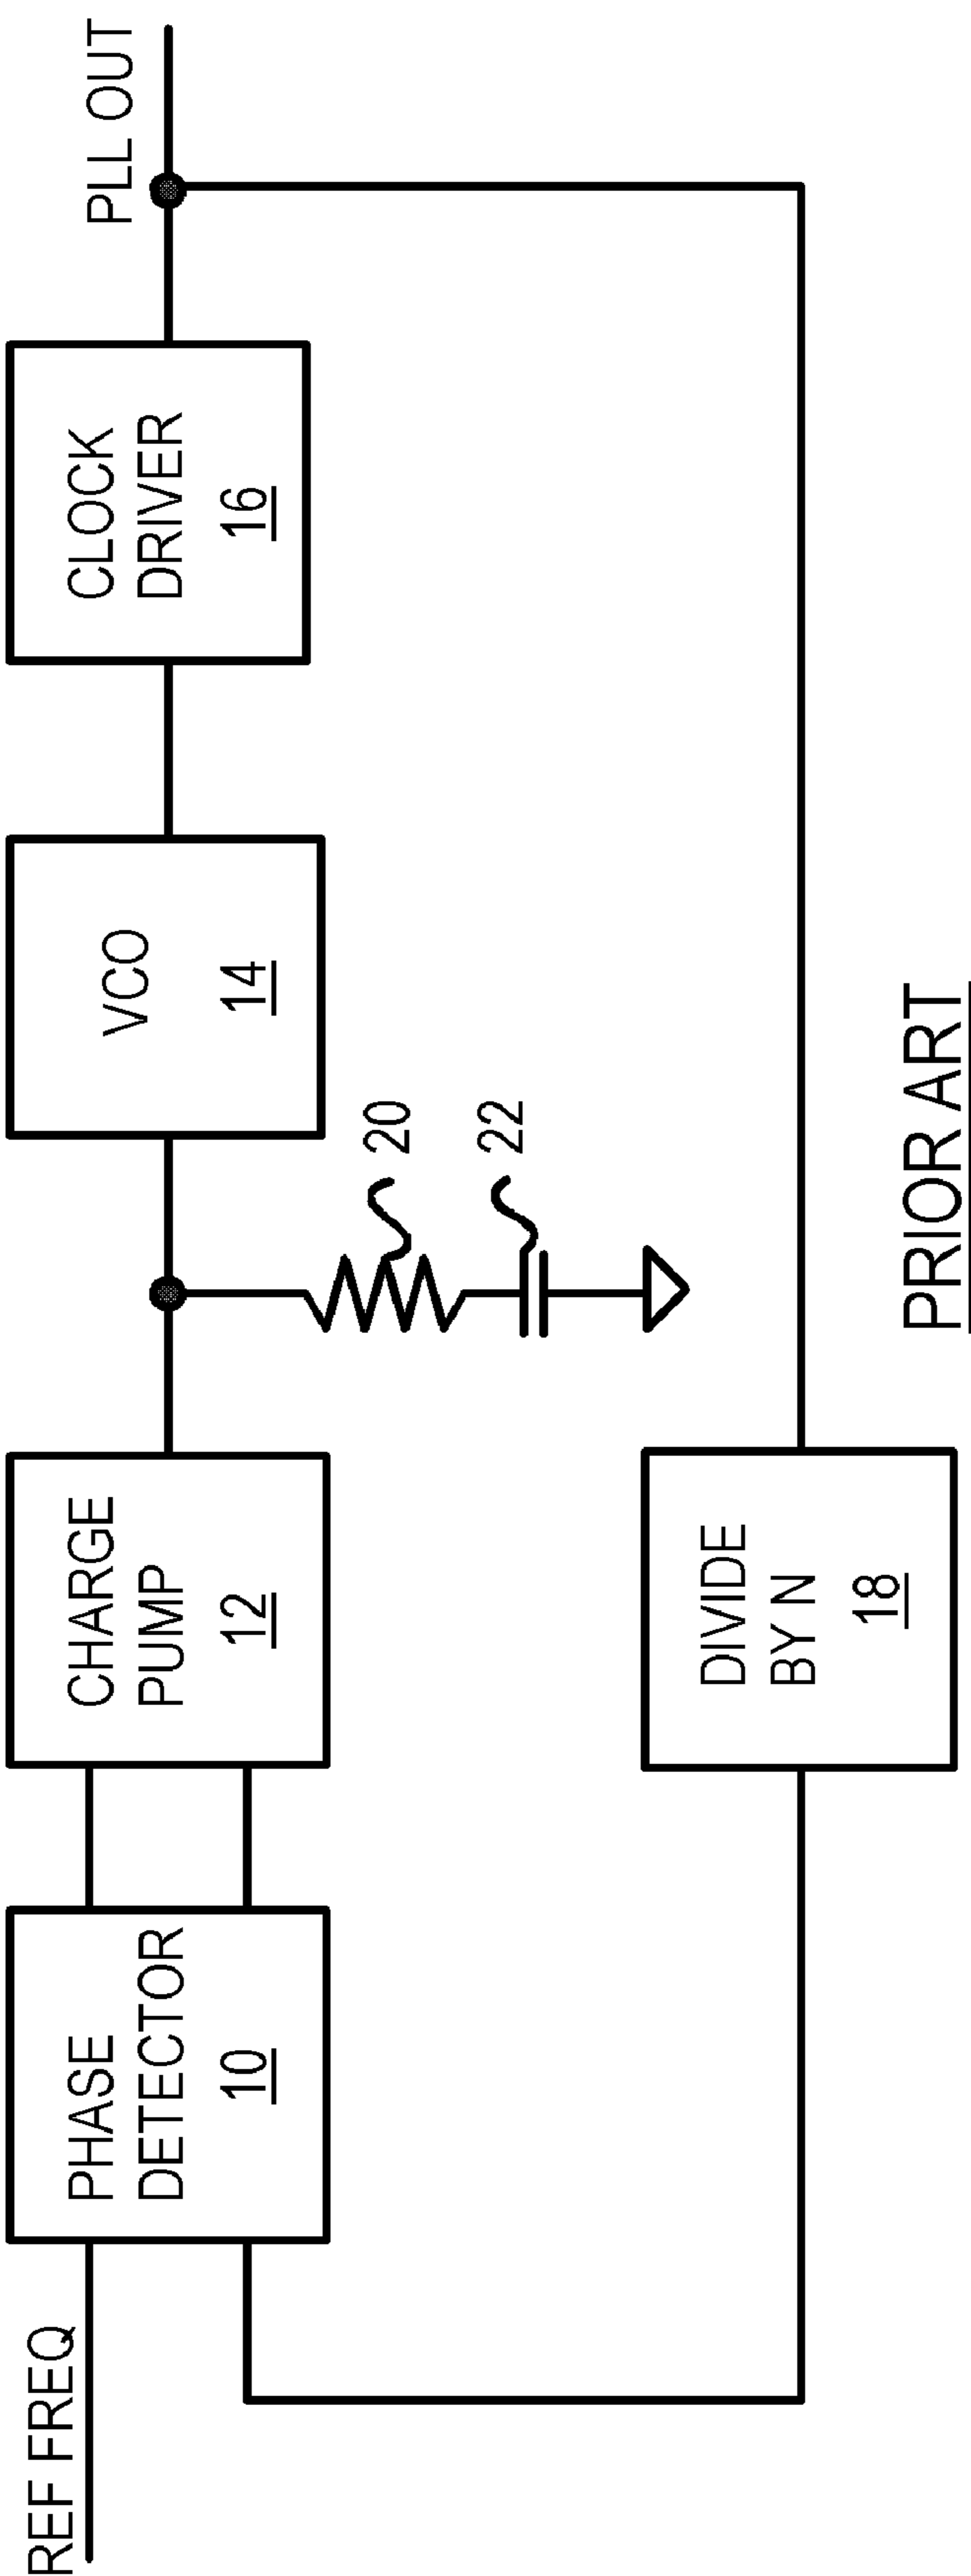 REF FREQ
PHASE
DETECTOR
10
CHARGE
PUMP
12
VCO
14
CLOCK
DRIVER
16
PLL OUT
20
22
DIVIDE
BY N
18
PRIOR ART